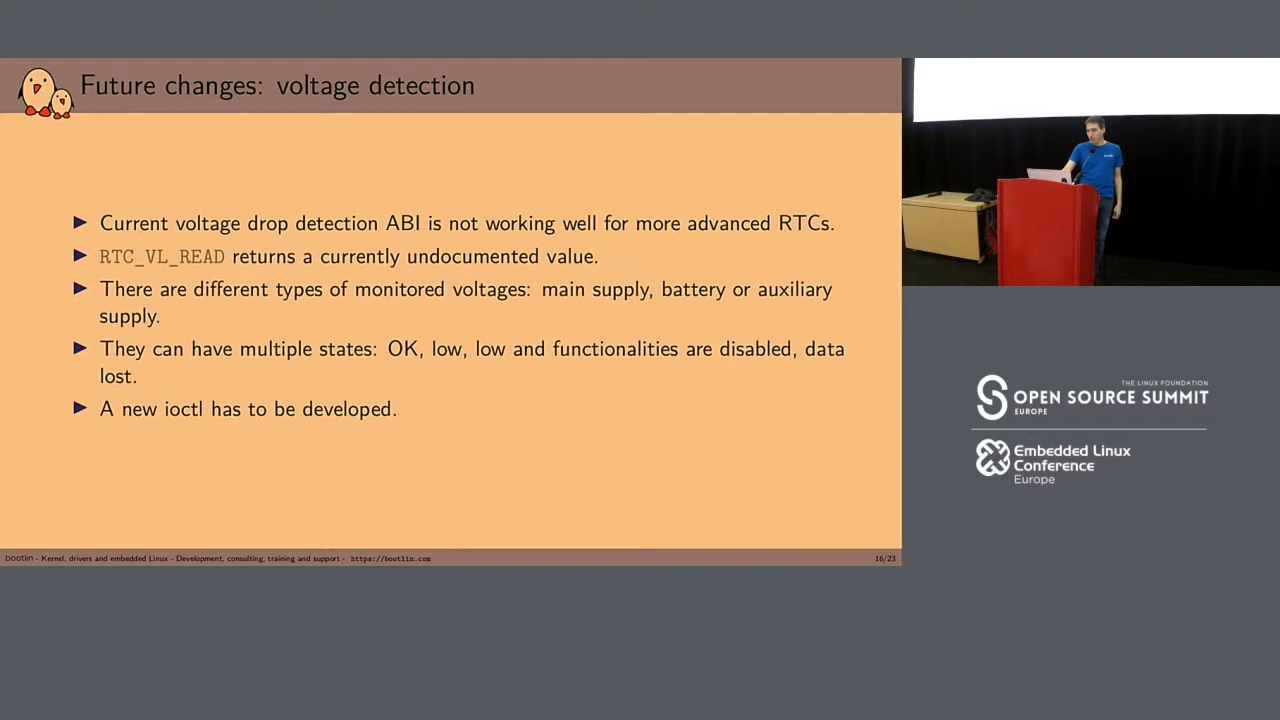 Future changes: voltage detection
▶ Current voltage drop detection ABI is not working well for more advanced RTCs.
▶ RTC_VL_READ returns a currently undocumented value.
▶ There are different types of monitored voltages: main supply, battery or auxiliary
supply.
▶ They can have multiple states: OK, low, low and functionalities are disabled, data
lost.
▶ A new ioctl has to be developed.
bootlin - Kernel, drivers and embedded Linux - Development, consulting, training and support - https://bootlin.com
16/23
THE LINUX FOUNDATION
OPEN SOURCE SUMMIT
EUROPE
Embedded Linux
Conference
Europe